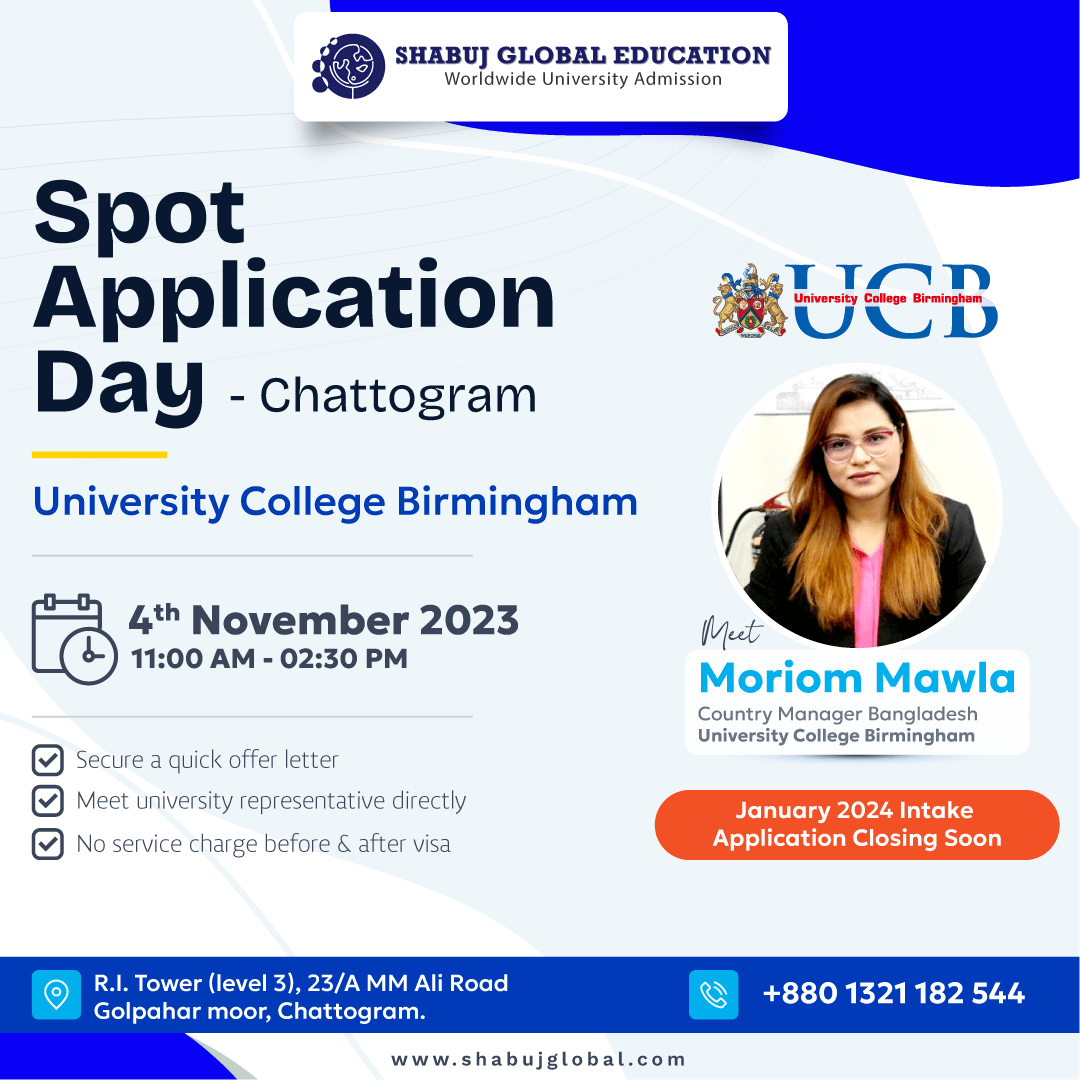 SHABUJ GLOBAL EDUCATION
Worldwide University Admission
Spot
Application
Day - Chattogram
University College Birmingham
4th November 2023
11:00 AM - 02:30 PM
Secure a quick offer letter
Meet university representative directly
No service charge before & after visa
UCB
University College Birmingham
Meet
Moriom Mawla
Country Manager Bangladesh
University College Birmingham
January 2024 Intake
Application Closing Soon
R.I. Tower (level 3), 23/A MM Ali Road
Golpahar moor, Chattogram.
+880 1321 182 544
www.shabujglobal.com